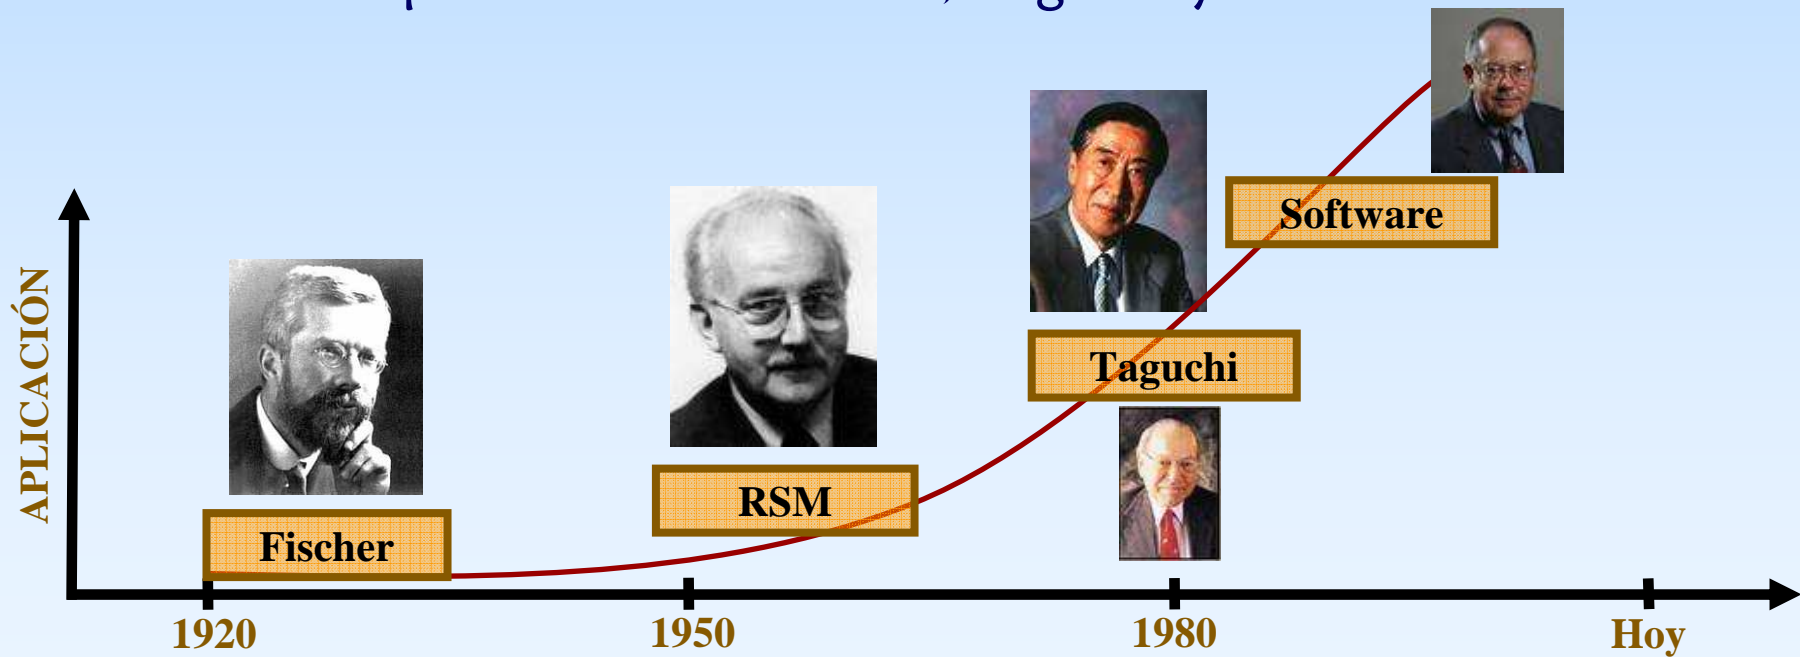 Software
Taguchi
RSM
Fischer
APLICACIÓN
1920
1950
1980
Hoy